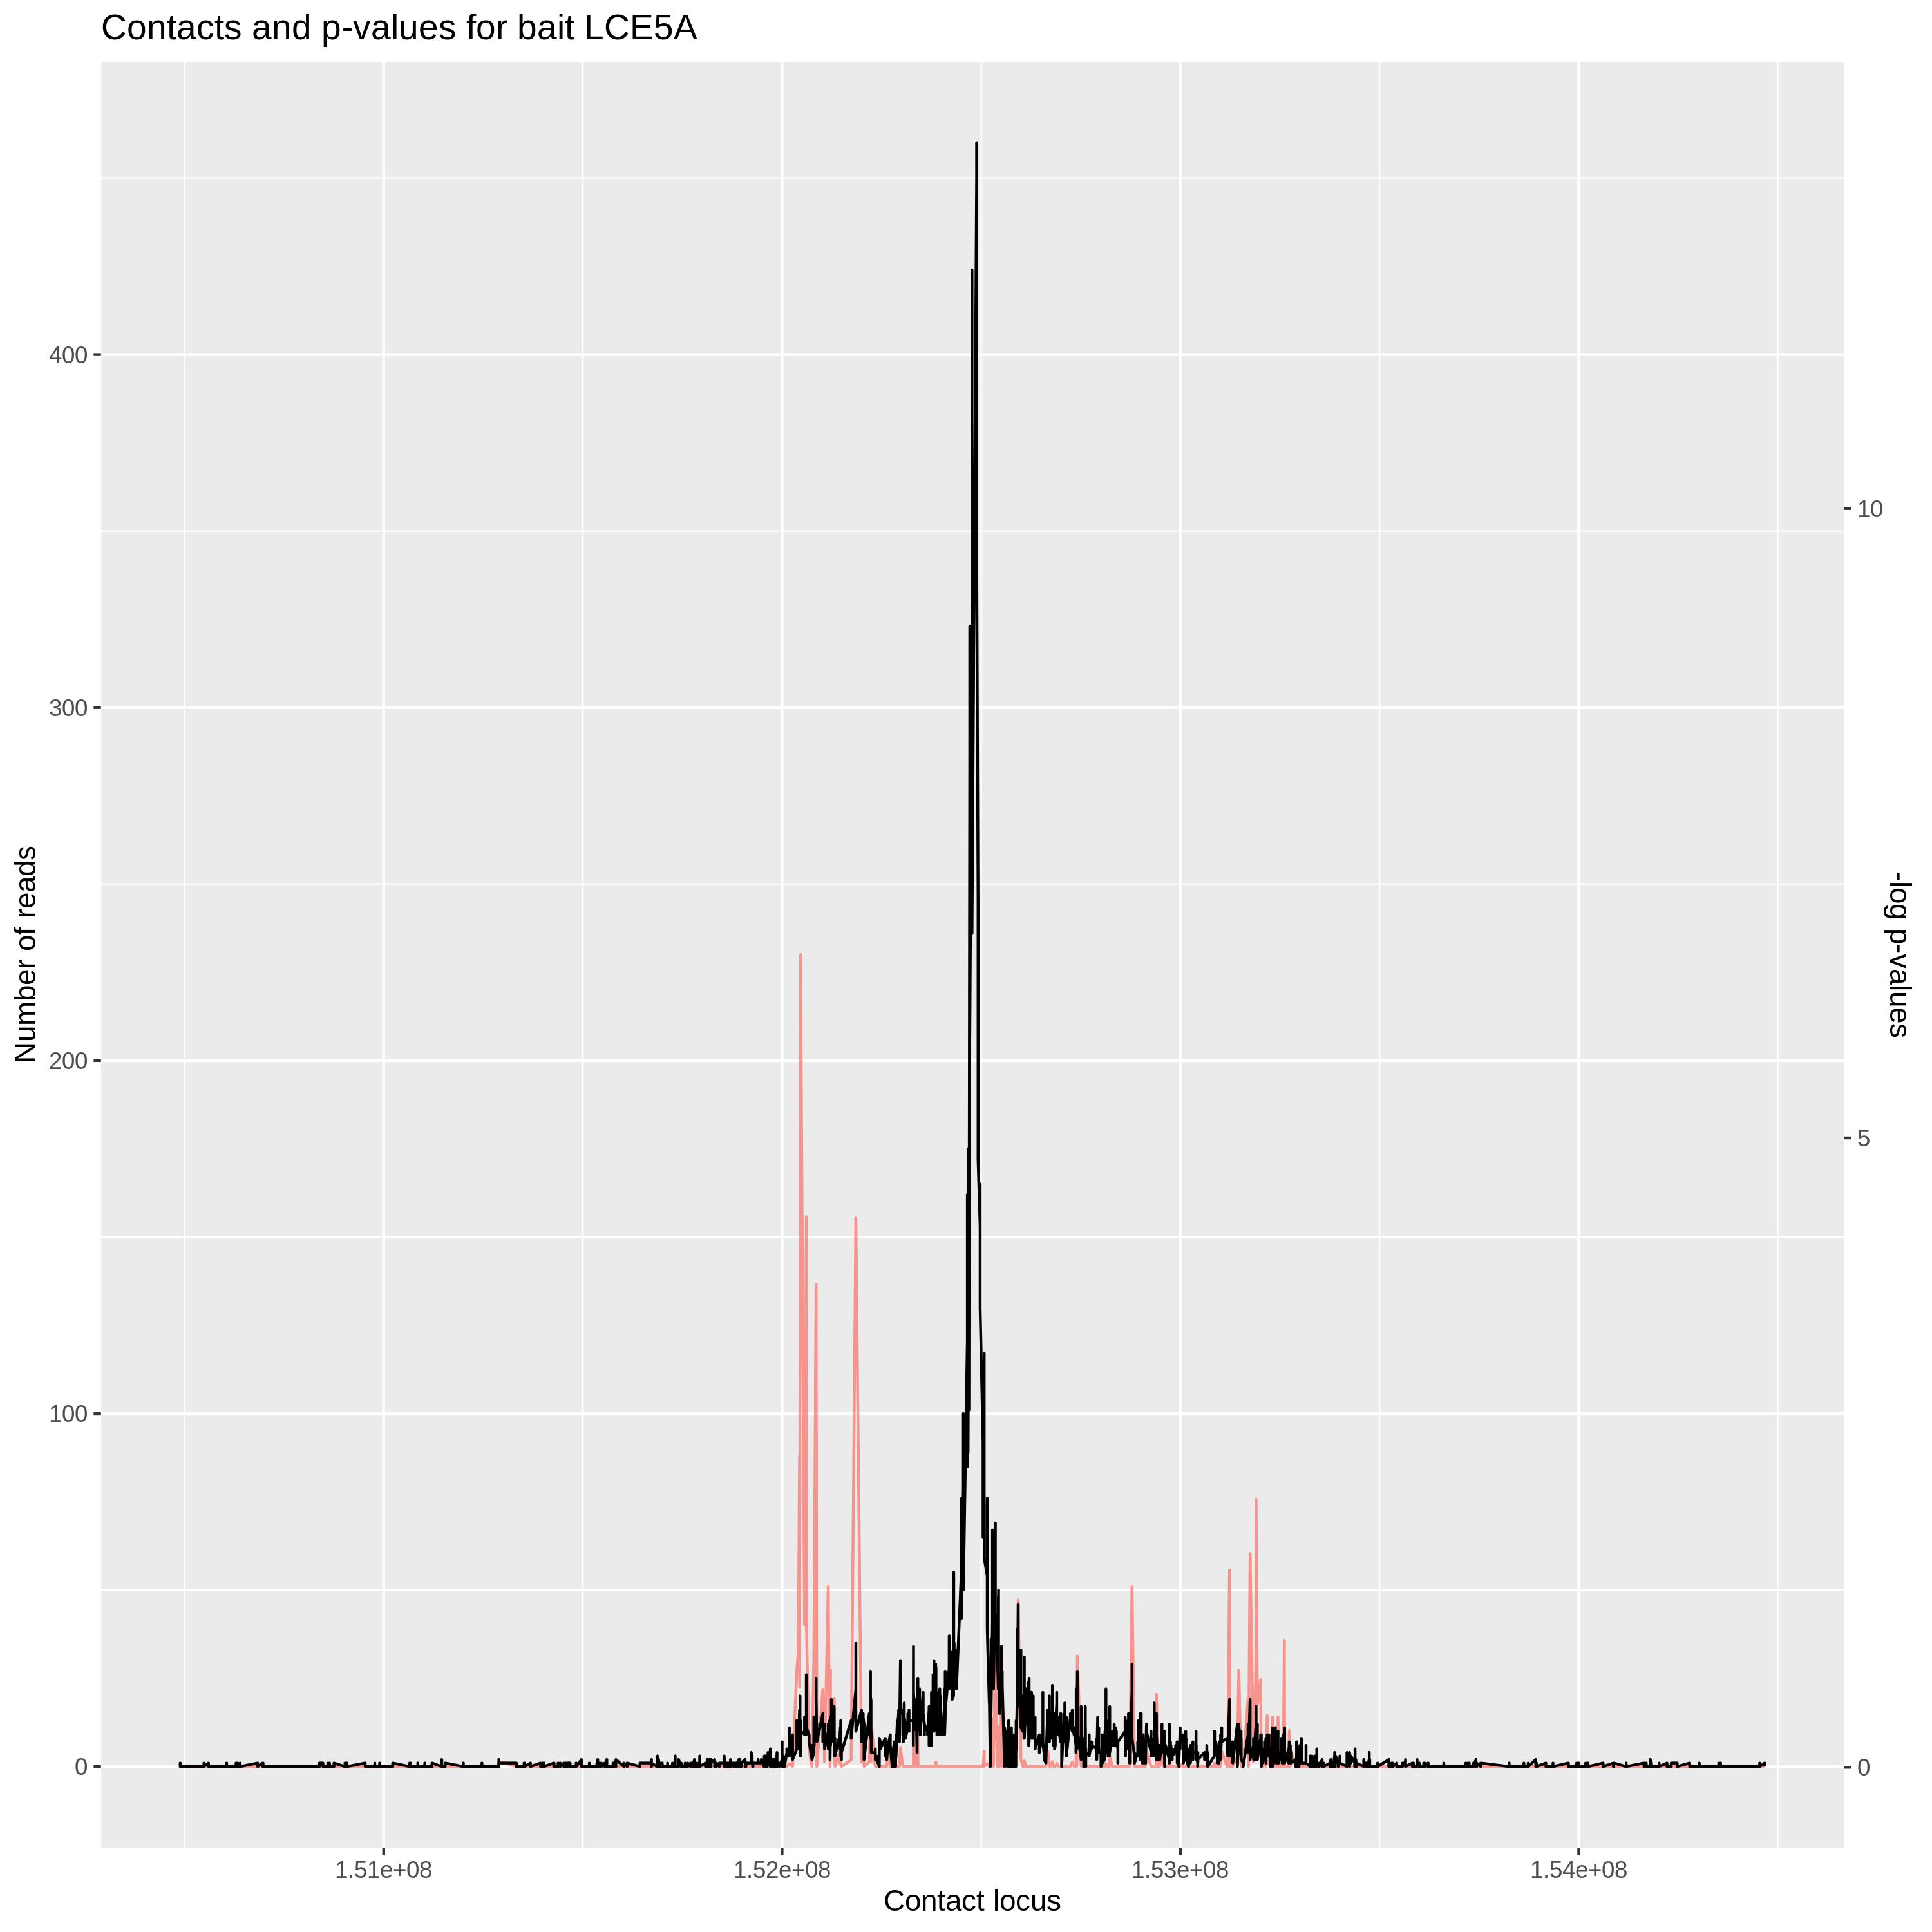 Contacts and p-values for bait LCE5A
400
300
200
100
0
Number of reads
10
5
0
-log p-values
1.51e+08
1.52e+08
1.53e+08
1.54e+08
Contact locus